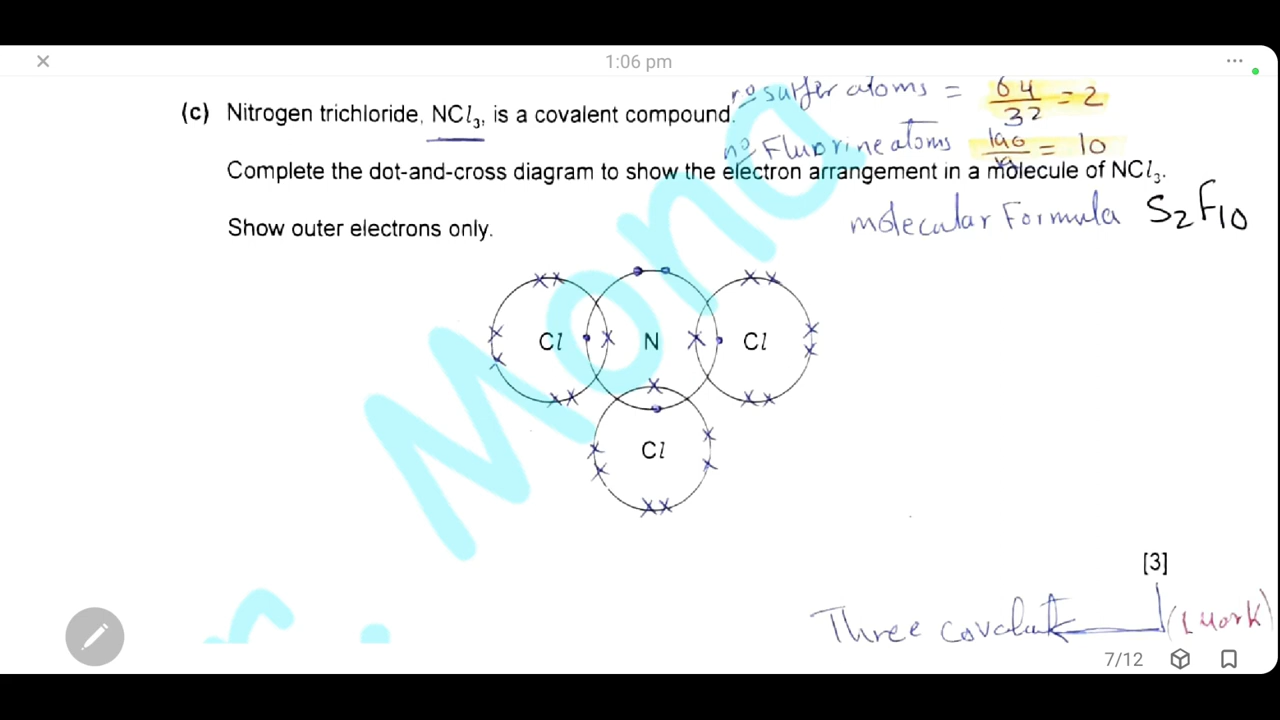 1:06 pm
nº sulfer atoms = 64/32 = 2
(c) Nitrogen trichloride, NCl₃, is a covalent compound.
nº Fluorine atoms 190/19 = 10
Complete the dot-and-cross diagram to show the electron arrangement in a molecule of NCl₃.
molecular Formula S₂F₁₀
Show outer electrons only.
Cl N Cl
Cl
Mona
[3]
Three covalent (1 mark)
7/12